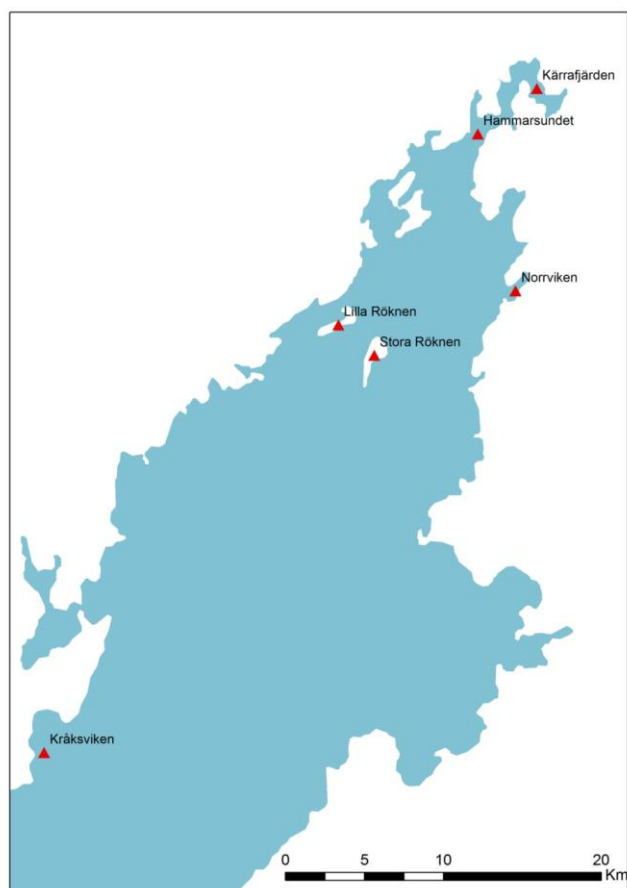 Kärrafjärden
Hammarsundet
Norrviken
Lilla Röknen
Stora Röknen
Kråksviken
0 5 10 20
Km